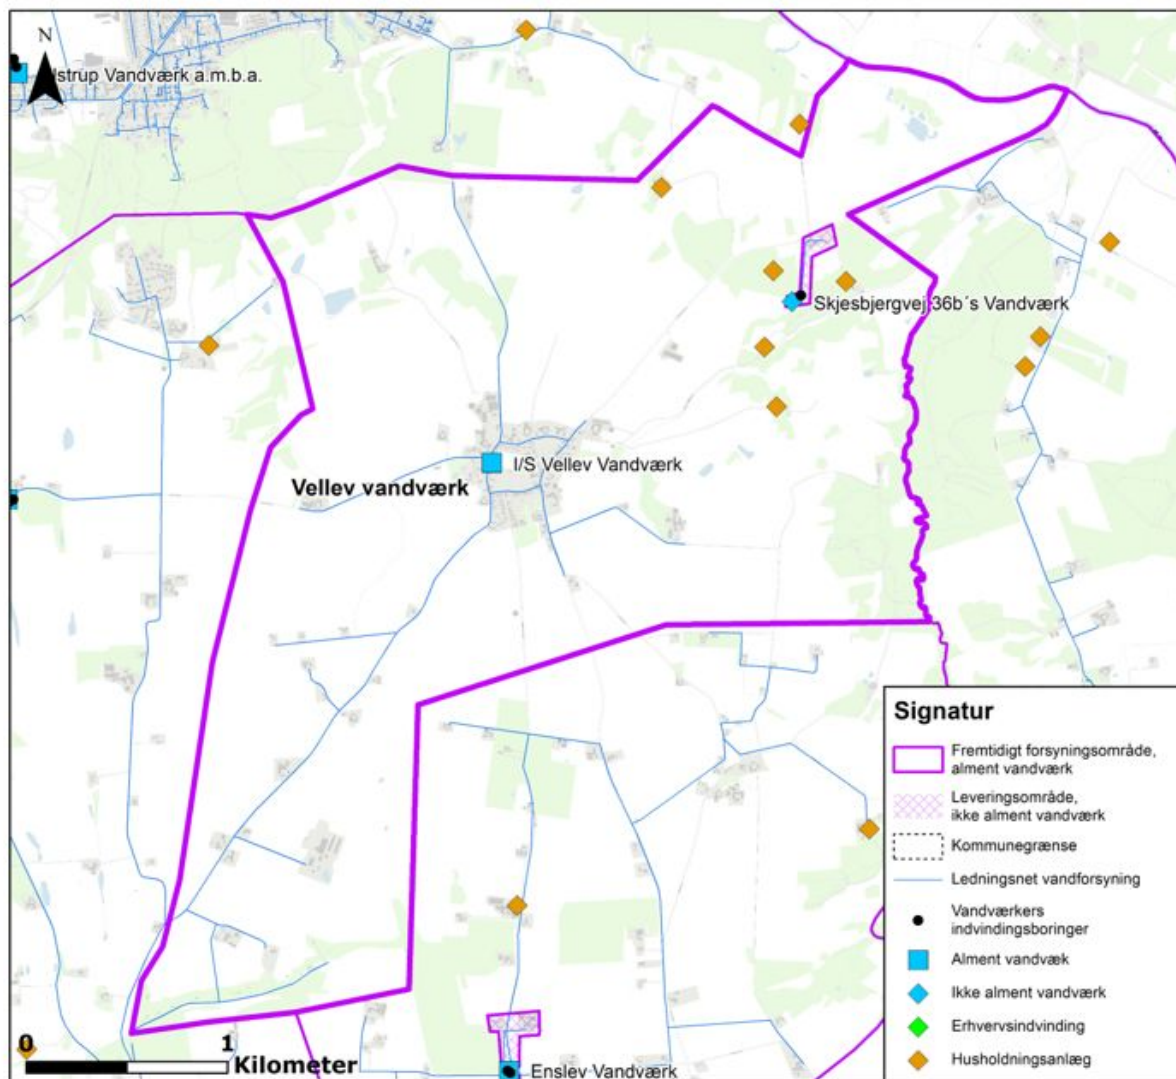 N
lstrup Vandværk a.m.b.a.
Skjesbjergvej 36b´s Vandværk
I/S Vellev Vandværk
Vellev vandværk
Signatur
Fremtidigt forsyningsområde,
alment vandværk
Leveringsområde,
ikke alment vandværk
Kommunegrænse
Ledningsnet vandforsyning
Vandværkers
indvindingsboringer
Alment vandvæk
Ikke alment vandværk
Erhvervsindvinding
Husholdningsanlæg
0 1
Kilometer
Enslev Vandværk